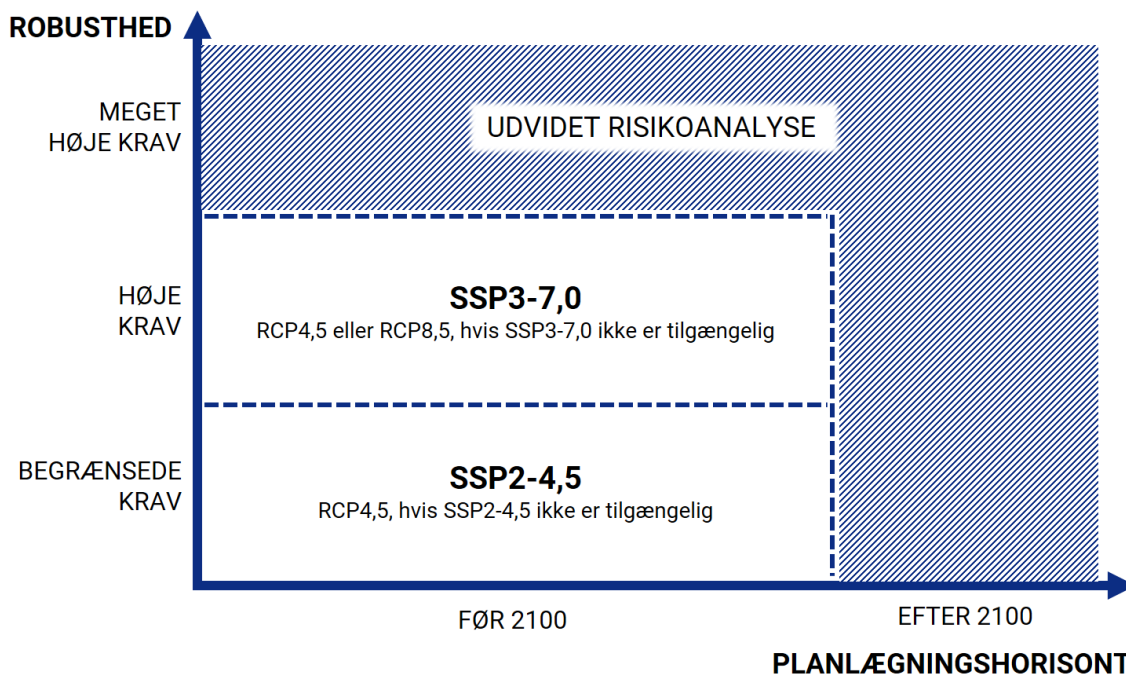 ROBUSTHED
MEGET
HØJE KRAV
UDVIDET RISIKOANALYSE
HØJE
KRAV
SSP3-7,0
RCP4,5 eller RCP8,5, hvis SSP3-7,0 ikke er tilgængelig
BEGRÆNSEDE
KRAV
SSP2-4,5
RCP4,5, hvis SSP2-4,5 ikke er tilgængelig
FØR 2100
EFTER 2100
PLANLÆGNINGSHORISONT